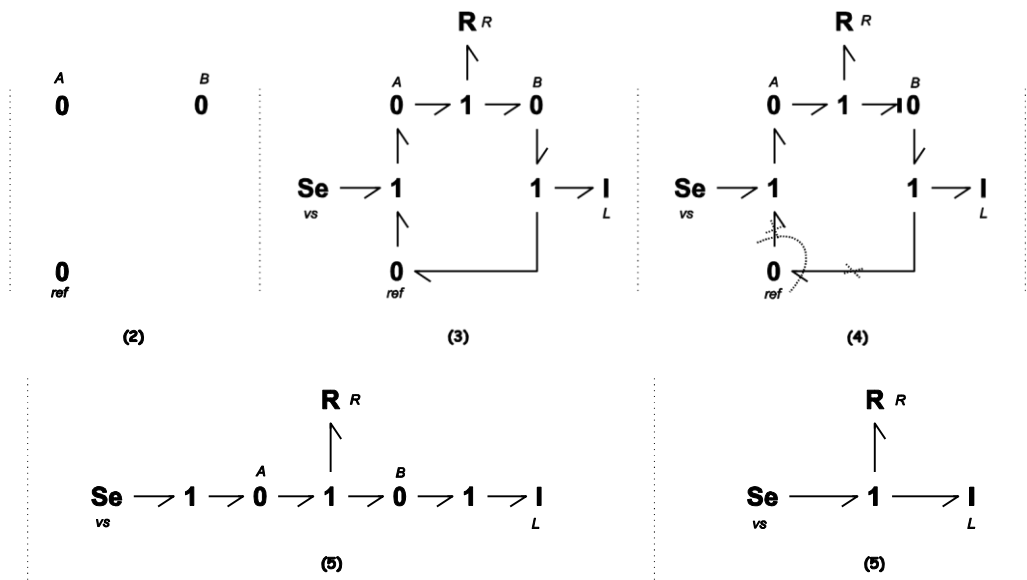 R R
A B
0 0
A B
0 1 0
Se 1 1 I
vs L
0
ref
0
ref
R R
A B
0 1 0
Se 1 1 I
vs L
0
ref
(2) (3) (4)
R R
A B
Se 1 0 1 0 1 I
vs L
(5)
R R
Se 1 I
vs L
(5)